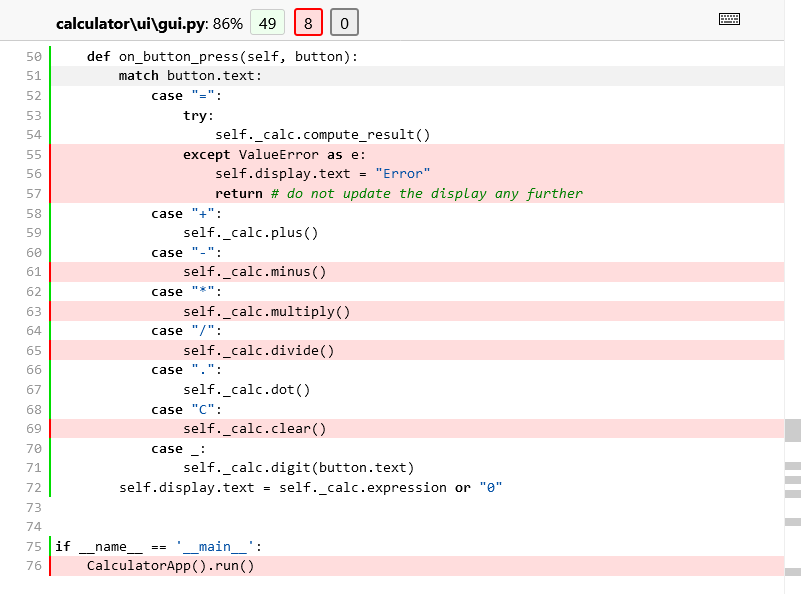 calculator\ui\gui.py: 86% 49 8 0
50 def on_button_press(self, button):
51 match button.text:
52 case "=":
53 try:
54 self._calc.compute_result()
55 except ValueError as e:
56 self.display.text = "Error"
57 return # do not update the display any further
58 case "+":
59 self._calc.plus()
60 case "-":
61 self._calc.minus()
62 case "*":
63 self._calc.multiply()
64 case "/":
65 self._calc.divide()
66 case ".":
67 self._calc.dot()
68 case "C":
69 self._calc.clear()
70 case _:
71 self._calc.digit(button.text)
72 self.display.text = self._calc.expression or "0"
73
74
75 if __name__ == '__main__':
76 CalculatorApp().run()